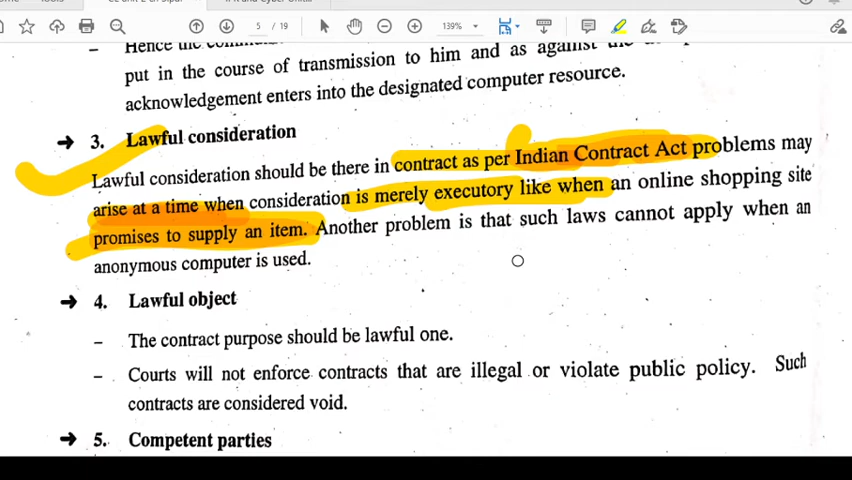 5 / 19
139%
Hence the
put in the course of transmission to him and as against the
acknowledgement enters into the designated computer resource.
→ 3. Lawful consideration
Lawful consideration should be there in contract as per Indian Contract Act problems may
arise at a time when consideration is merely executory like when an online shopping site
promises to supply an item. Another problem is that such laws cannot apply when an
anonymous computer is used.
→ 4. Lawful object
– The contract purpose should be lawful one.
– Courts will not enforce contracts that are illegal or violate public policy. Such
contracts are considered void.
→ 5. Competent parties